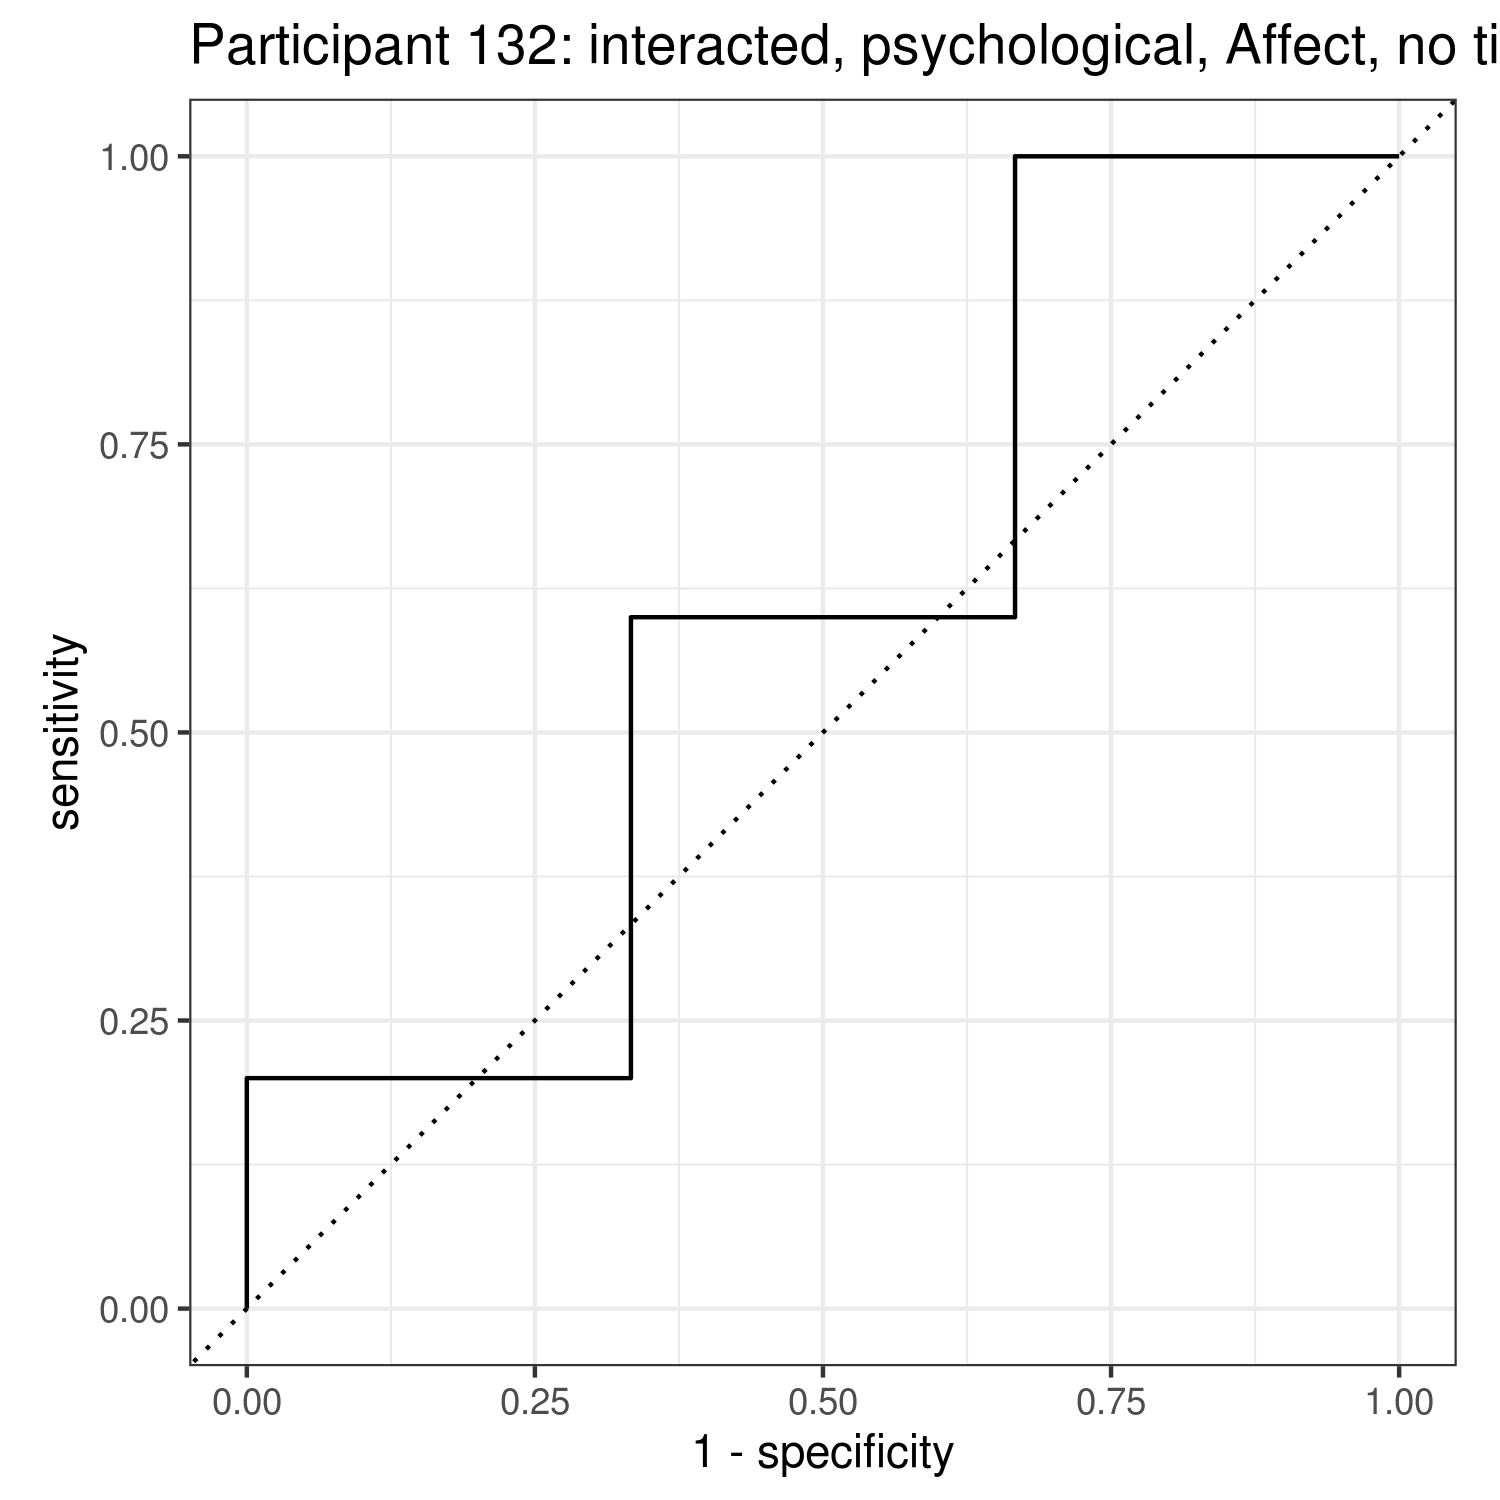 Participant 132: interacted, psychological, Affect, no ti
1.00
0.75
0.50
0.25
0.00
sensitivity
0.00 0.25 0.50 0.75 1.00
1 - specificity